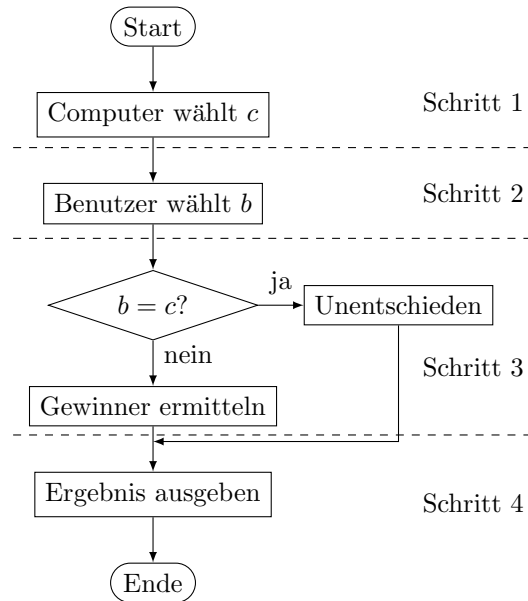 Start
Computer wählt c
Schritt 1
Benutzer wählt b
Schritt 2
b = c?
ja
Unentschieden
nein
Schritt 3
Gewinner ermitteln
Ergebnis ausgeben
Schritt 4
Ende